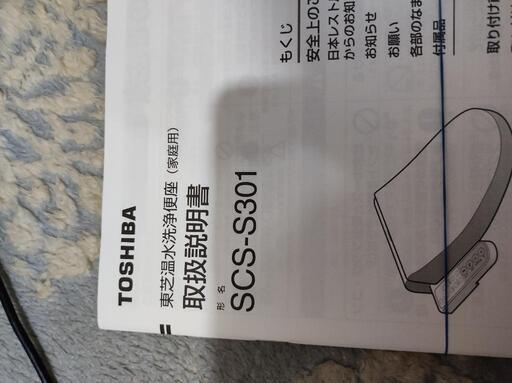 TOSHIBA
東芝温水洗浄便座（家庭用）
取扱説明書
形名
SCS-S301
もくじ
安全上のご
日本レスト
からのお知
お知らせ
お願い
各部のなま
付属品
取り付け前